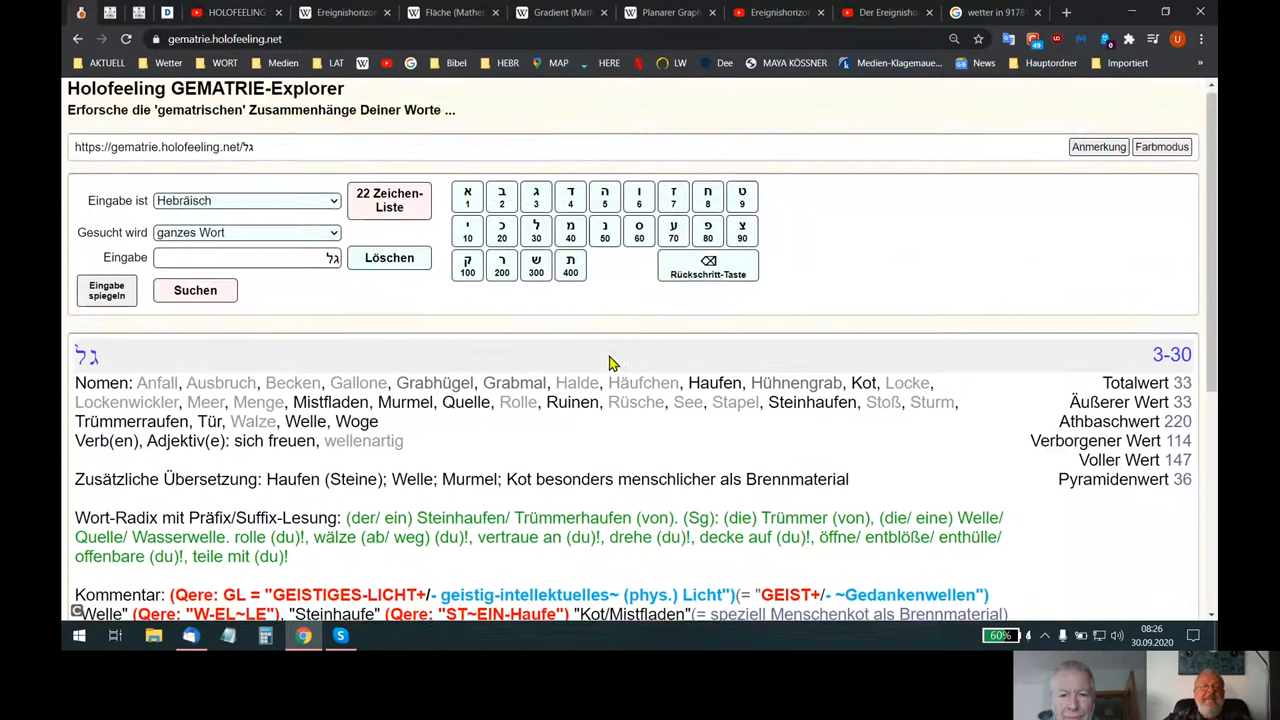 HOLOFEELING
Ereignishorizon
Fläche (Mathe
Gradient (Mat
Planarer Graph
Ereignishorizo
Der Ereignish
wetter in 9178
gematrie.holofeeling.net
49
0
U
AKTUELL Wetter WORT Medien LAT Bibel HEBR MAP HERE LW Dee MAYA KÖSSNER Medien-Klagemaue... News Hauptordner Importiert »
Holofeeling GEMATRIE-Explorer
Erforsche die 'gematrischen' Zusammenhänge Deiner Worte ...
https://gematrie.holofeeling.net/גל
Anmerkung Farbmodus
Eingabe ist Hebräisch
22 Zeichen-Liste
Gesucht wird ganzes Wort
Eingabe גל
Löschen
Eingabe spiegeln
Suchen
א ב ג ד ה ו ז ח ט
1 2 3 4 5 6 7 8 9
י כ ל מ נ ס ע פ צ
10 20 30 40 50 60 70 80 90
ק ר ש ת
100 200 300 400
⌫
Rückschritt-Taste
גל 3-30
Nomen: Anfall, Ausbruch, Becken, Gallone, Grabhügel, Grabmal, Halde, Häufchen, Haufen, Hühnengrab, Kot, Locke,
Lockenwickler, Meer, Menge, Mistfladen, Murmel, Quelle, Rolle, Ruinen, Rüsche, See, Stapel, Steinhaufen, Stoß, Sturm,
Trümmerraufen, Tür, Walze, Welle, Woge
Verb(en), Adjektiv(e): sich freuen, wellenartig
Totalwert 33
Äußerer Wert 33
Athbaschwert 220
Verborgener Wert 114
Voller Wert 147
Pyramidenwert 36
Zusätzliche Übersetzung: Haufen (Steine); Welle; Murmel; Kot besonders menschlicher als Brennmaterial
Wort-Radix mit Präfix/Suffix-Lesung: (der/ ein) Steinhaufen/ Trümmerhaufen (von). (Sg): (die) Trümmer (von), (die/ eine) Welle/
Quelle/ Wasserwelle. rolle (du)!, wälze (ab/ weg) (du)!, vertraue an (du)!, drehe (du)!, decke auf (du)!, öffne/ entblöße/ enthülle/
offenbare (du)!, teile mit (du)!
Kommentar: (Qere: GL = "GEISTIGES-LICHT+/- geistig-intellektuelles~ (phys.) Licht")(= "GEIST+/- ~Gedankenwellen")
Welle" (Qere: "W-EL~LE"), "Steinhaufe" (Qere: "ST~EIN-Haufe") "Kot/Mistfladen"(= speziell Menschenkot als Brennmaterial)
60%
08:26
30.09.2020